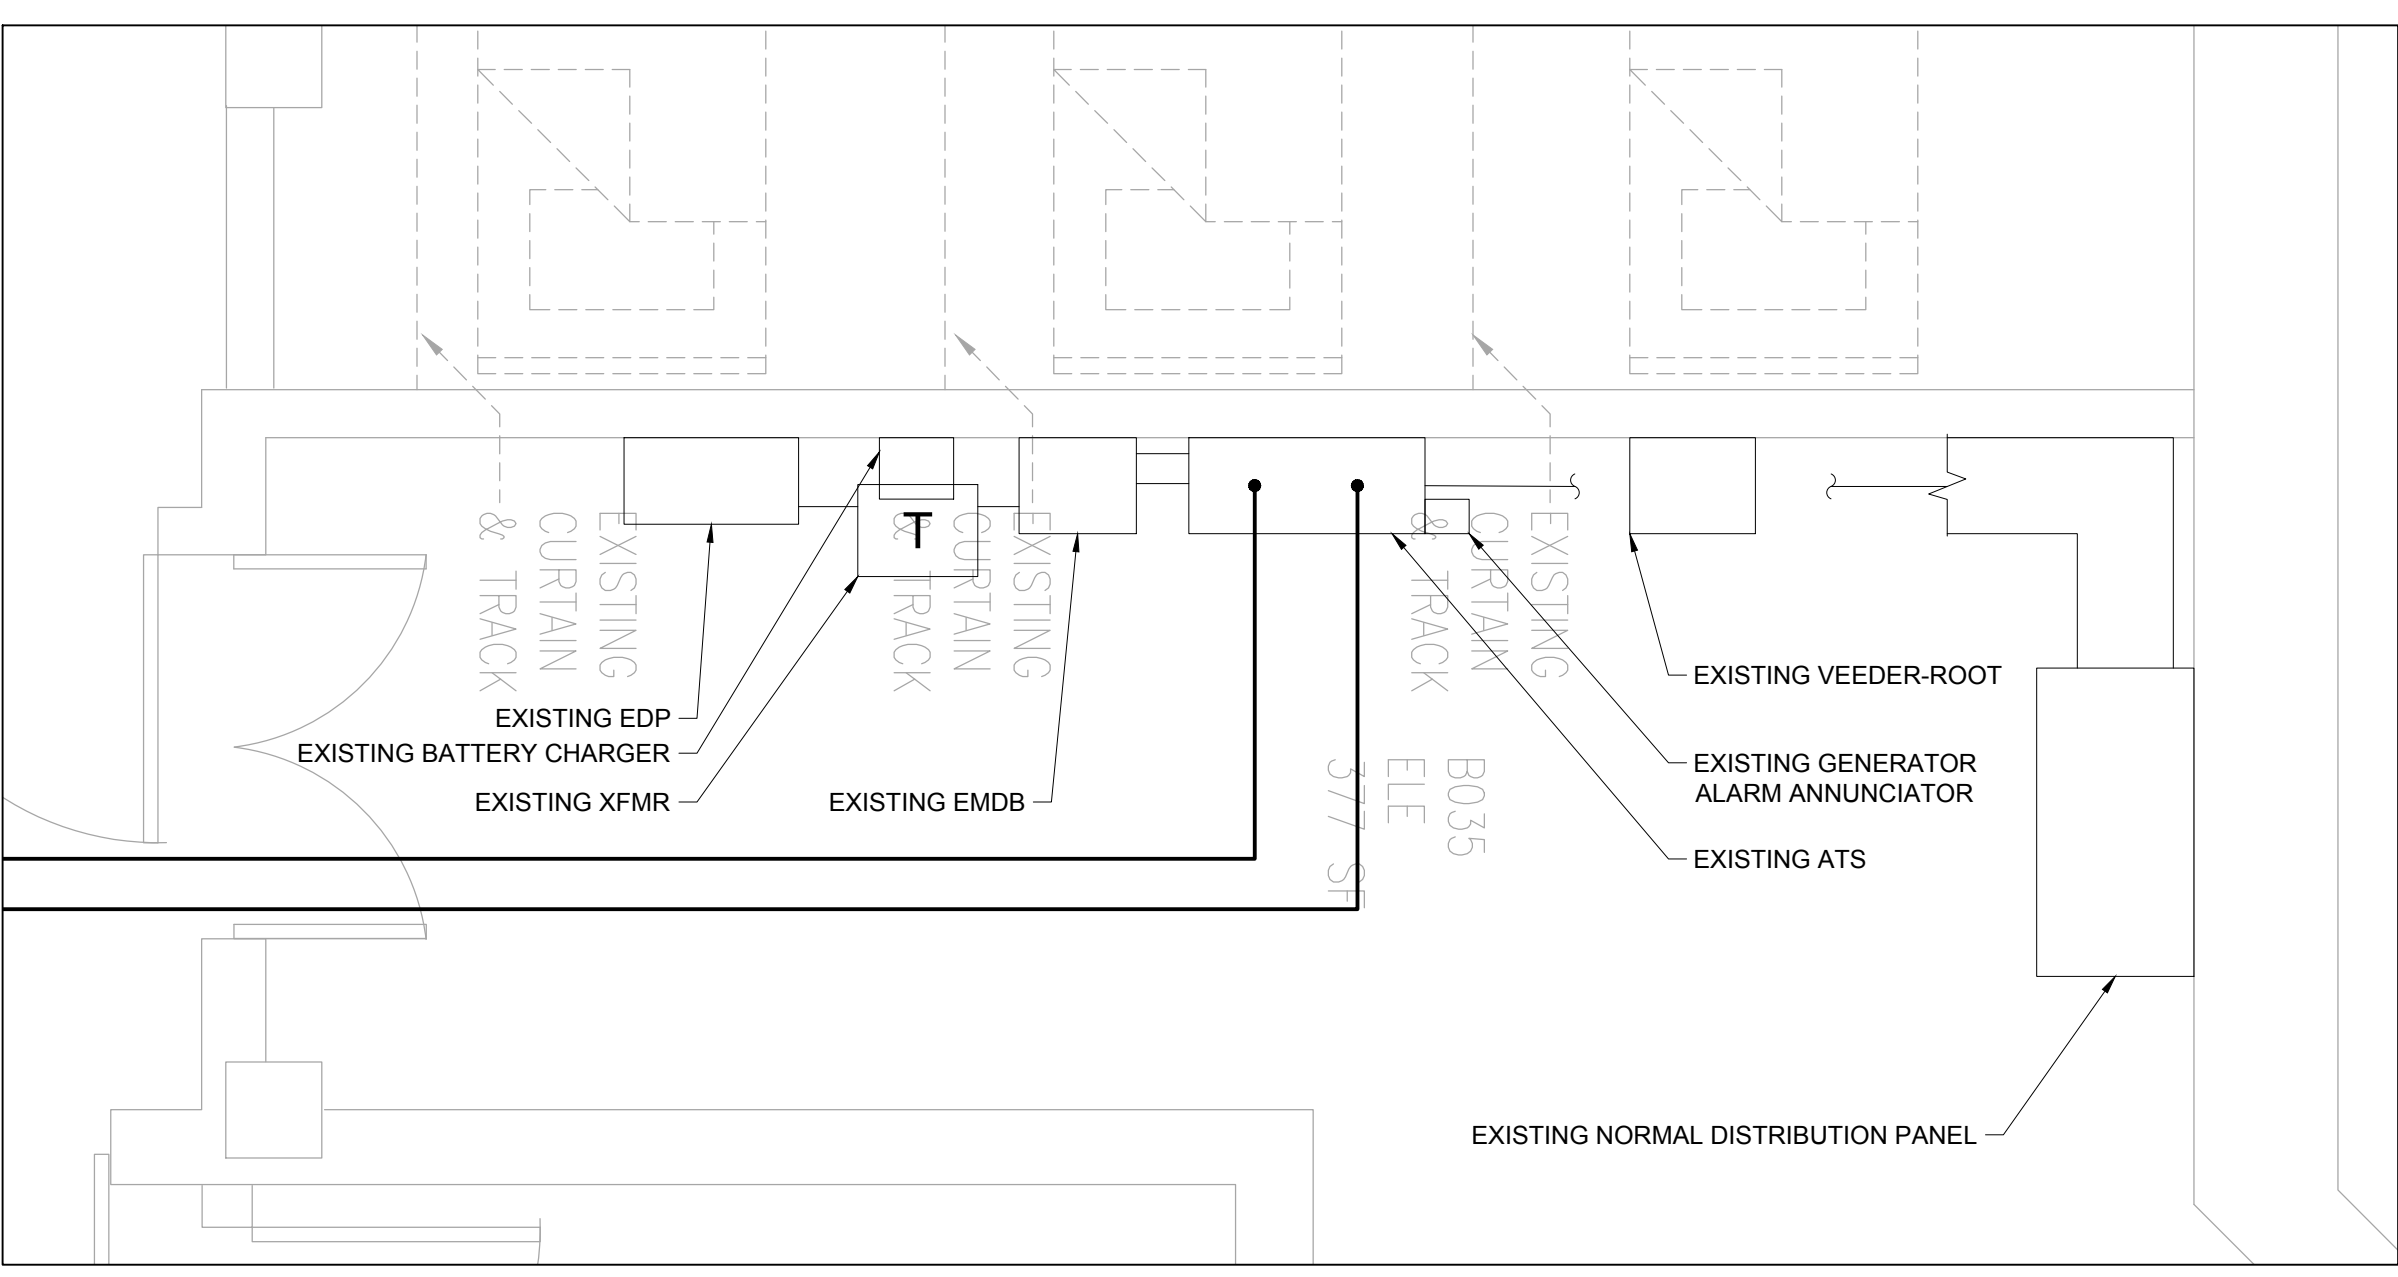 EXISTING
CURTAIN
& TRACK
T
EXISTING
CURTAIN
& TRACK
EXISTING
CURTAIN
& TRACK
EXISTING VEEDER-ROOT
EXISTING EDP
EXISTING BATTERY CHARGER
EXISTING XFMR
EXISTING EMDB
B035
ELE
377 SF
EXISTING GENERATOR
ALARM ANNUNCIATOR
EXISTING ATS
EXISTING NORMAL DISTRIBUTION PANEL